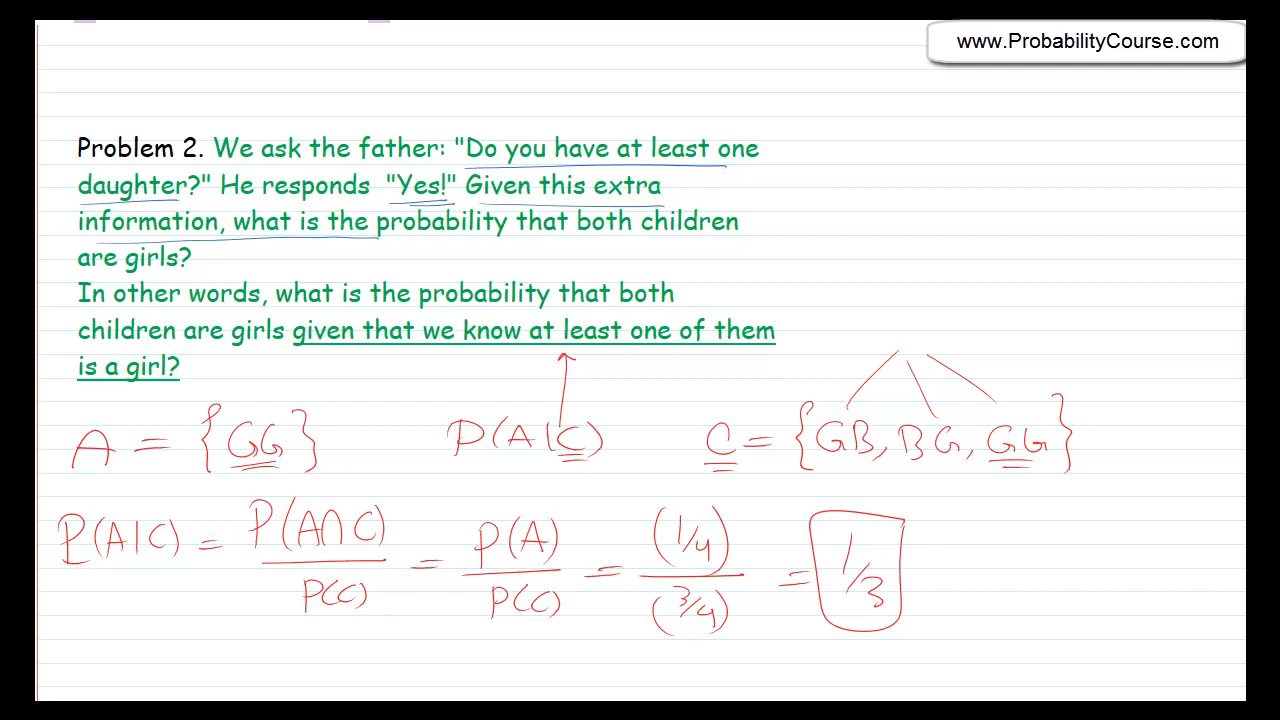 www.ProbabilityCourse.com
Problem 2. We ask the father: "Do you have at least one
daughter?" He responds "Yes!" Given this extra
information, what is the probability that both children
are girls?
In other words, what is the probability that both
children are girls given that we know at least one of them
is a girl?
A = {GG} P(A|C) C = {GB, BG, GG}
P(A|C) = P(A∩C) / P(C) = P(A) / P(C) = (1/4) / (3/4) = 1/3